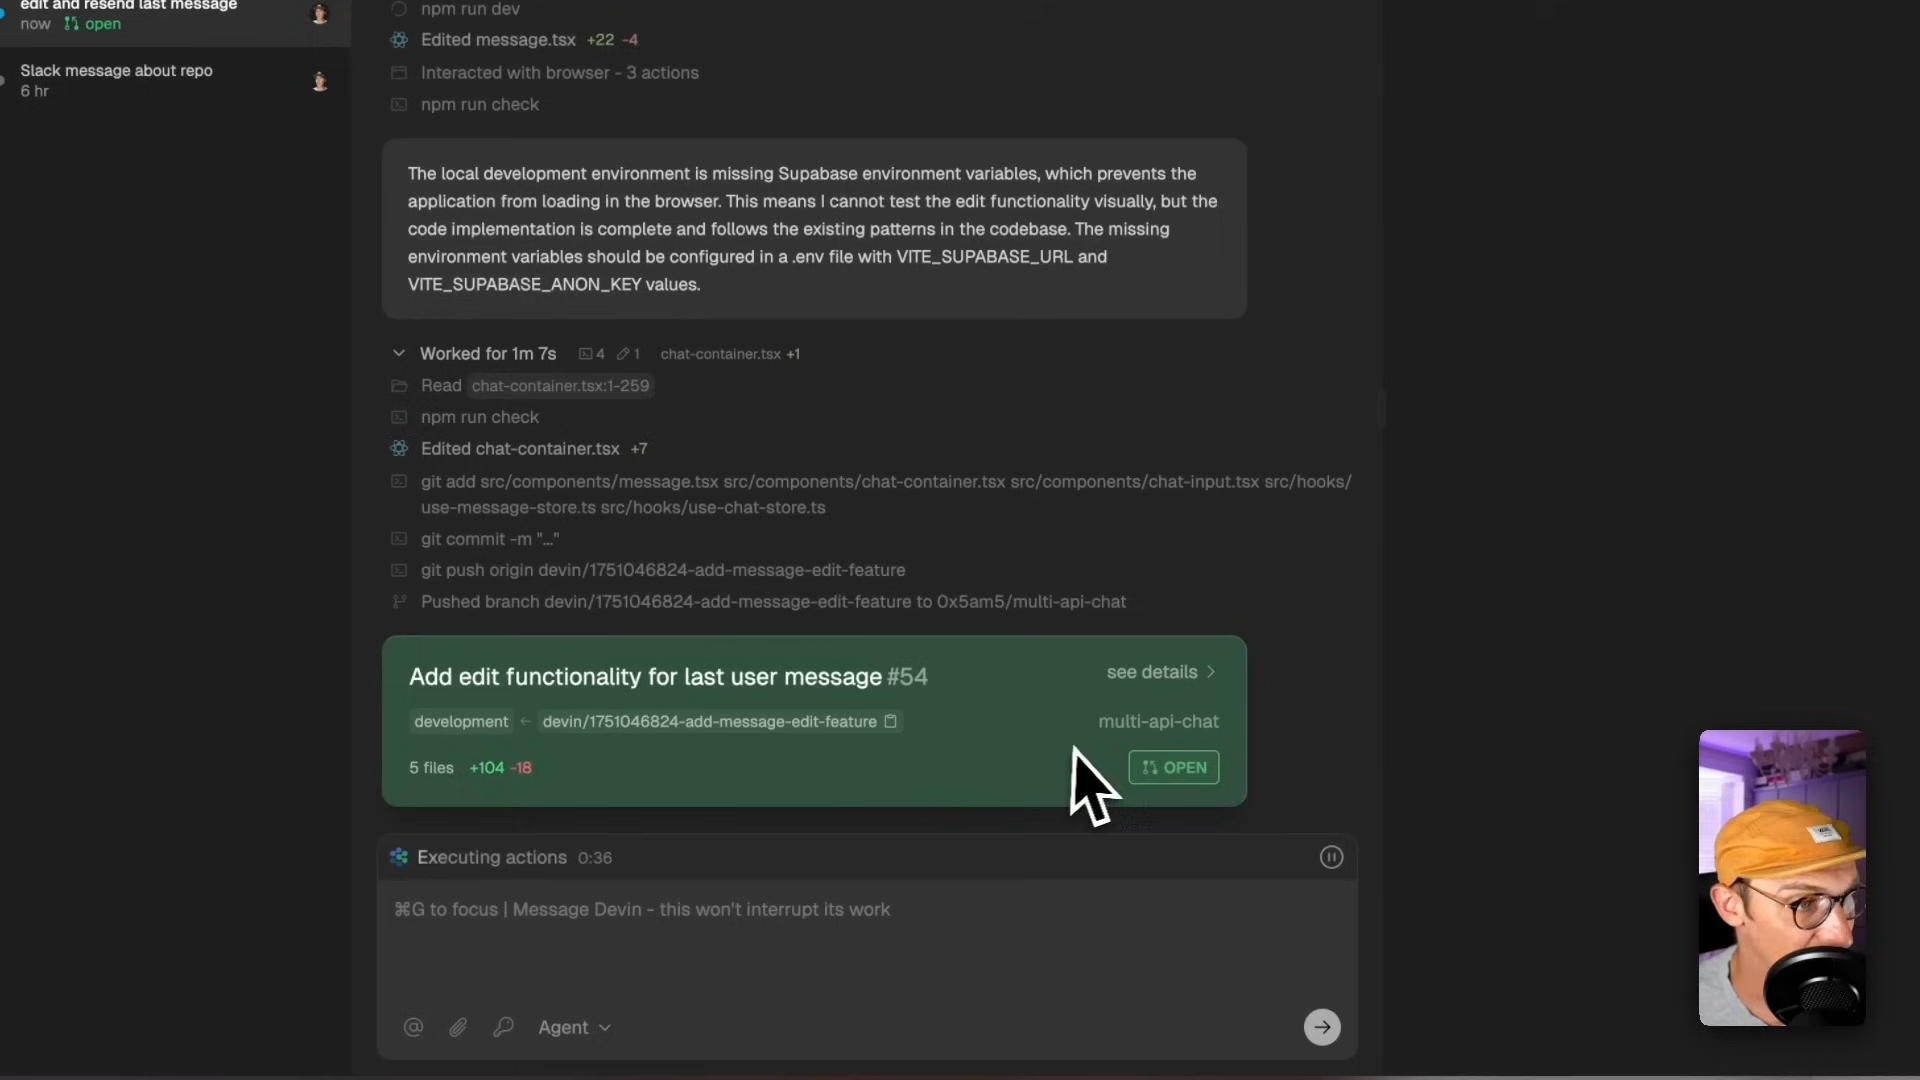 edit and resend last message
now open
Slack message about repo
6 hr
npm run dev
Edited message.tsx +22 -4
Interacted with browser - 3 actions
npm run check
The local development environment is missing Supabase environment variables, which prevents the
application from loading in the browser. This means I cannot test the edit functionality visually, but the
code implementation is complete and follows the existing patterns in the codebase. The missing
environment variables should be configured in a .env file with VITE_SUPABASE_URL and
VITE_SUPABASE_ANON_KEY values.
Worked for 1m 7s 4 1 chat-container.tsx +1
Read chat-container.tsx:1-259
npm run check
Edited chat-container.tsx +7
git add src/components/message.tsx src/components/chat-container.tsx src/components/chat-input.tsx src/hooks/
use-message-store.ts src/hooks/use-chat-store.ts
git commit -m "..."
git push origin devin/1751046824-add-message-edit-feature
Pushed branch devin/1751046824-add-message-edit-feature to 0x5am5/multi-api-chat
Add edit functionality for last user message #54
see details >
development ← devin/1751046824-add-message-edit-feature
multi-api-chat
5 files +104 -18
OPEN
Executing actions 0:36
⌘G to focus | Message Devin - this won't interrupt its work
Agent